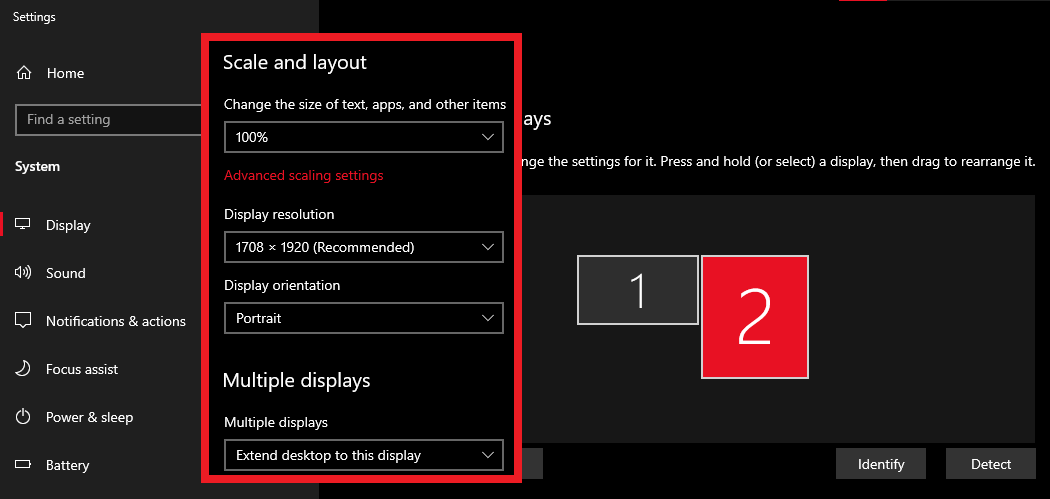 Settings
Home
Find a setting
System
Display
Sound
Notifications & actions
Focus assist
Power & sleep
Battery
Scale and layout
Change the size of text, apps, and other items
100%
Advanced scaling settings
Display resolution
1708 × 1920 (Recommended)
Display orientation
Portrait
Multiple displays
Multiple displays
Extend desktop to this display
ays
nge the settings for it. Press and hold (or select) a display, then drag to rearrange it.
1
2
Identify
Detect